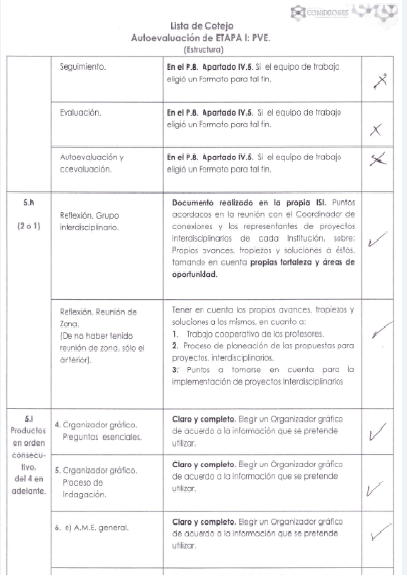 CONEXIONES
Lista de Cotejo
Autoevaluación de ETAPA I: PVE.
(Estructura)
Seguimiento.
En el P.B. Apartado IV.5. Si el equipo de trabajo
eligió un Formato para tal fin.
X
Evaluación.
En el P.B. Apartado IV.5. Si el equipo de trabajo
eligió un Formato para tal fin.
X
Autoevaluación y
coevaluación.
En el P.B. Apartado IV.5. Si el equipo de trabajo
eligió un Formato para tal fin.
X
5.h
(2 o 1)
Reflexión. Grupo
interdisciplinario.
Documento realizado en la propia ISI. Puntos
acordados en la reunión con el Coordinador de
conexiones y los representantes de proyectos
interdisciplinarios de cada Institución, sobre:
Propios avances, tropiezos y soluciones a éstos,
tomando en cuenta propias fortaleza y áreas de
oportunidad.
✓
Reflexión. Reunión de
Zona.
(De no haber tenido
reunión de zona, sólo el
anterior).
Tener en cuenta los propios avances, tropiezos y
soluciones a los mismos, en cuanto a:
1. Trabajo cooperativo de los profesores.
2. Proceso de planeación de las propuestas para
proyectos interdisciplinarios.
3: Puntos a tomarse en cuenta para la
implementación de proyectos interdisciplinarios
✓
5.i
Productos
en orden
consecu-
tivo,
del 4 en
adelante.
4. Organizador gráfico.
Preguntas esenciales.
Claro y completo. Elegir un Organizador gráfico
de acuerdo a la información que se pretende
utilizar.
✓
5. Organizador gráfico.
Proceso de
Indagación.
Claro y completo. Elegir un Organizador gráfico
de acuerdo a la información que se pretende
utilizar.
✓
6. e) A.M.E. general.
Claro y completo. Elegir un Organizador gráfico
de acuerdo a la información que se pretende
utilizar.
✓